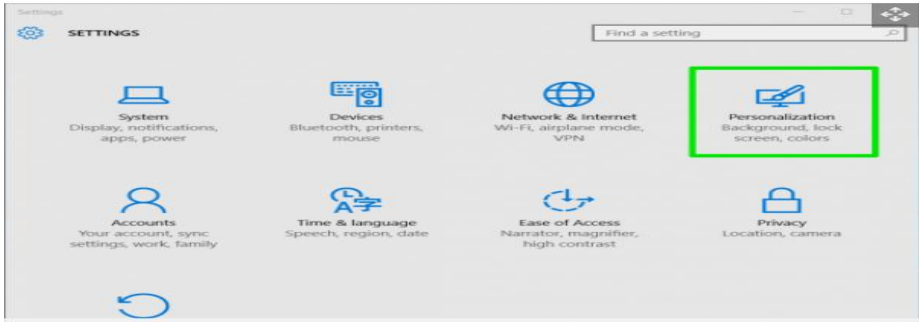 Settings
SETTINGS
Find a setting
System
Display, notifications,
apps, power
Devices
Bluetooth, printers,
mouse
Network & Internet
Wi-Fi, airplane mode,
VPN
Personalization
Background, lock
screen, colors
Accounts
Your account, sync
settings, work, family
Time & language
Speech, region, date
Ease of Access
Narrator, magnifier,
high contrast
Privacy
Location, camera